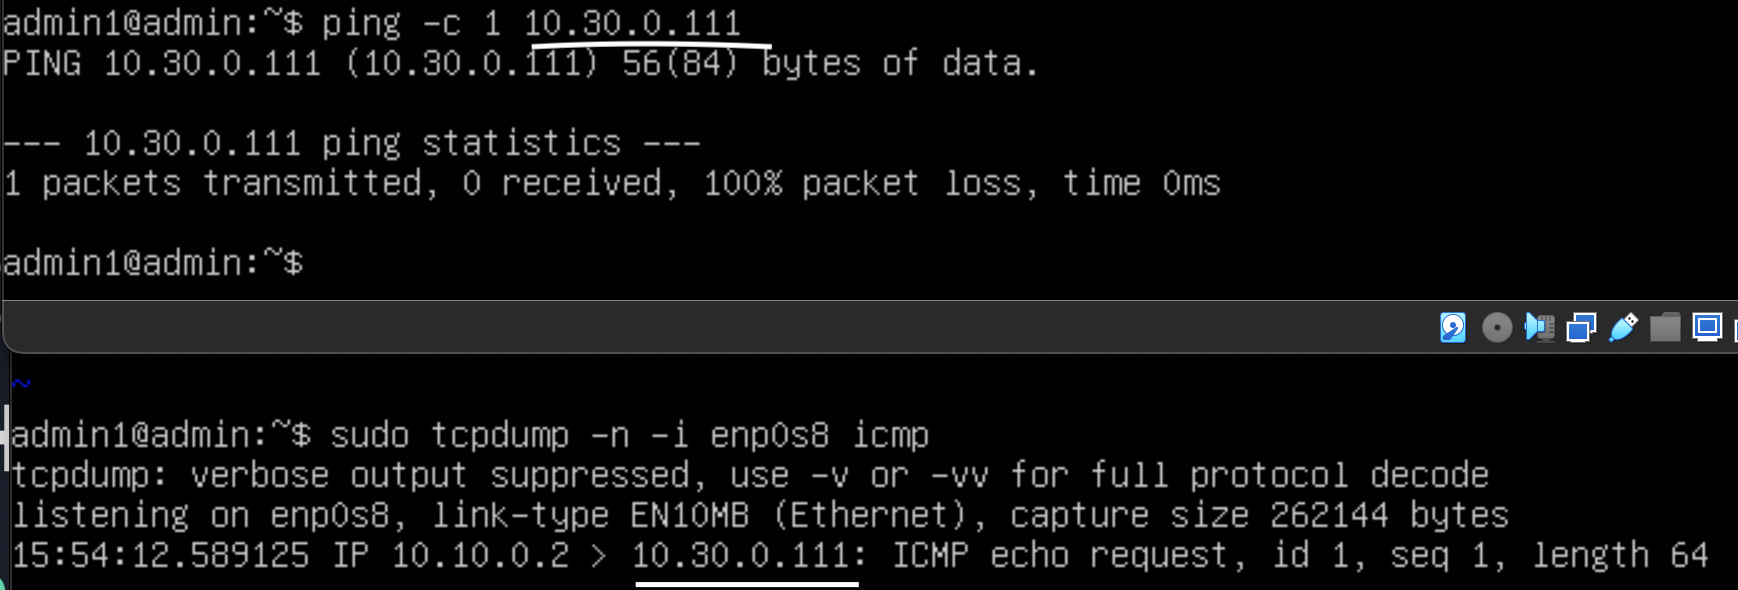 admin1@admin:~$ ping -c 1 10.30.0.111
PING 10.30.0.111 (10.30.0.111) 56(84) bytes of data.
--- 10.30.0.111 ping statistics ---
1 packets transmitted, 0 received, 100% packet loss, time 0ms
admin1@admin:~$
~
admin1@admin:~$ sudo tcpdump -n -i enp0s8 icmp
tcpdump: verbose output suppressed, use -v or -vv for full protocol decode
listening on enp0s8, link-type EN10MB (Ethernet), capture size 262144 bytes
15:54:12.589125 IP 10.10.0.2 > 10.30.0.111: ICMP echo request, id 1, seq 1, length 64